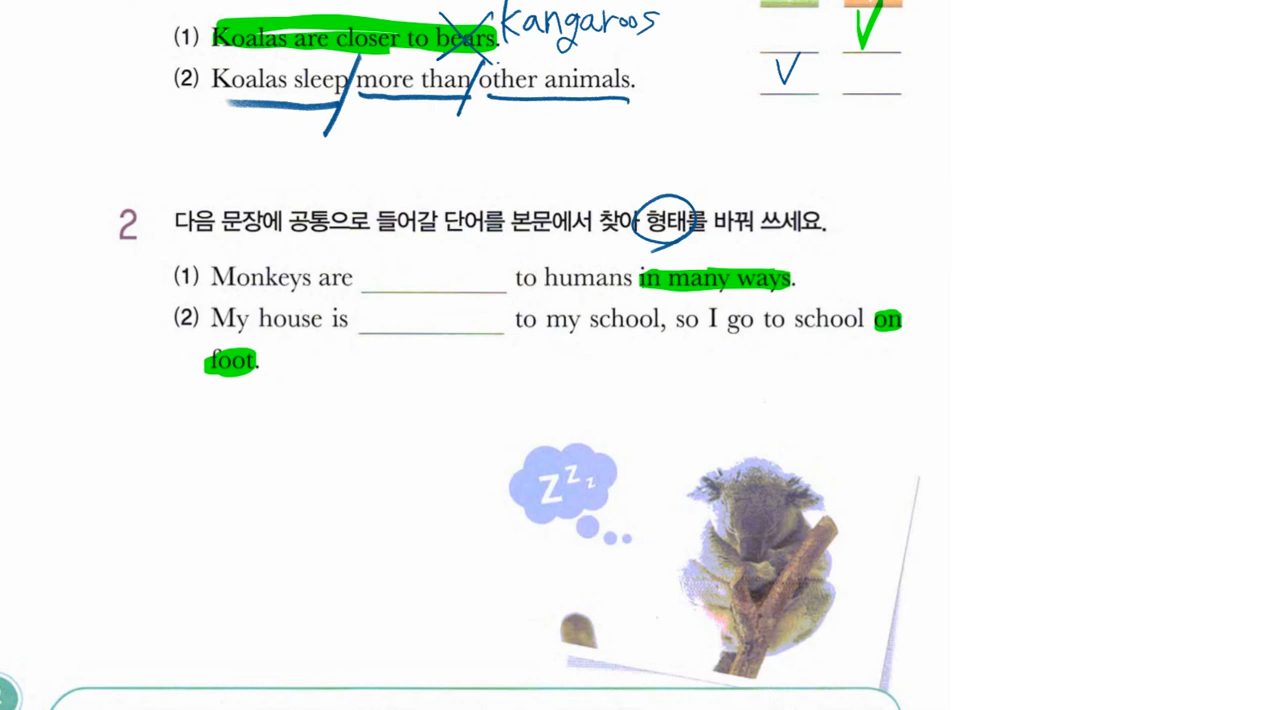 (1) Koalas are closer to bears. Kangaroos
(2) Koalas sleep more than other animals.
2 다음 문장에 공통으로 들어갈 단어를 본문에서 찾아 형태를 바꿔 쓰세요.
(1) Monkeys are ________ to humans in many ways.
(2) My house is ________ to my school, so I go to school on
foot.
z z z